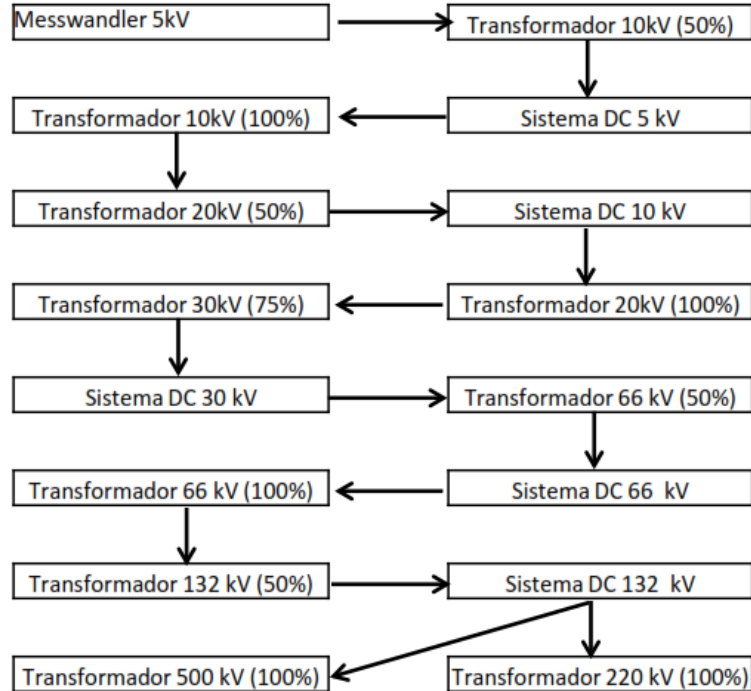 Messwandler 5kV
Transformador 10kV (50%)
Transformador 10kV (100%)
Sistema DC 5 kV
Transformador 20kV (50%)
Sistema DC 10 kV
Transformador 30kV (75%)
Transformador 20kV (100%)
Sistema DC 30 kV
Transformador 66 kV (50%)
Transformador 66 kV (100%)
Sistema DC 66 kV
Transformador 132 kV (50%)
Sistema DC 132 kV
Transformador 500 kV (100%)
Transformador 220 kV (100%)